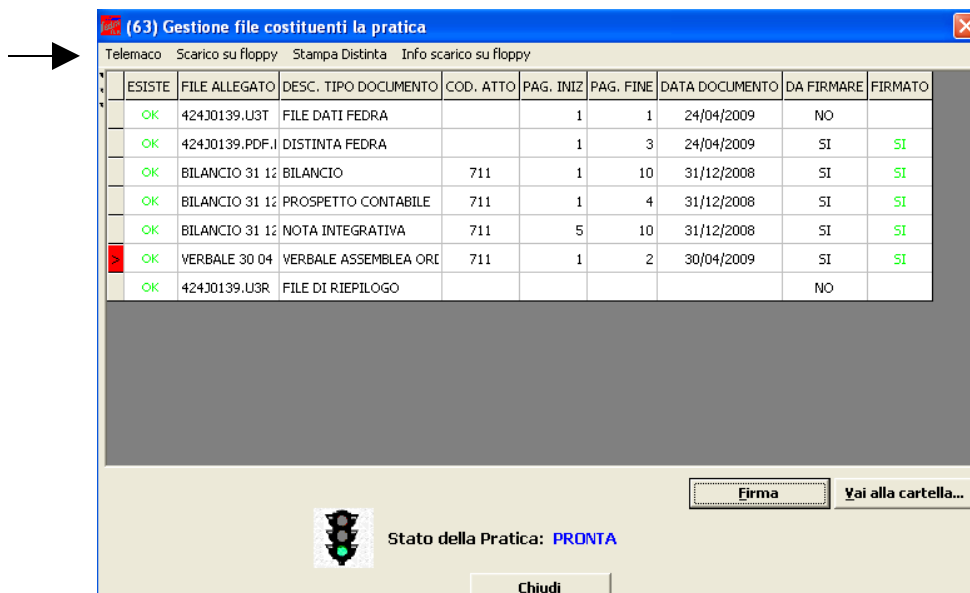 (63) Gestione file costituenti la pratica
Telemaco Scarico su floppy Stampa Distinta Info scarico su floppy
ESISTE FILE ALLEGATO DESC. TIPO DOCUMENTO COD. ATTO PAG. INIZ PAG. FINE DATA DOCUMENTO DA FIRMARE FIRMATO
OK 424J0139.U3T FILE DATI FEDRA 1 1 24/04/2009 NO
OK 424J0139.PDF. DISTINTA FEDRA 1 3 24/04/2009 SI SI
OK BILANCIO 31 12 BILANCIO 711 1 10 31/12/2008 SI SI
OK BILANCIO 31 12 PROSPETTO CONTABILE 711 1 4 31/12/2008 SI SI
OK BILANCIO 31 12 NOTA INTEGRATIVA 711 5 10 31/12/2008 SI SI
> OK VERBALE 30 04 VERBALE ASSEMBLEA ORD 711 1 2 30/04/2009 SI SI
OK 424J0139.U3R FILE DI RIEPILOGO NO
Firma Vai alla cartella...
Stato della Pratica: PRONTA
Chiudi